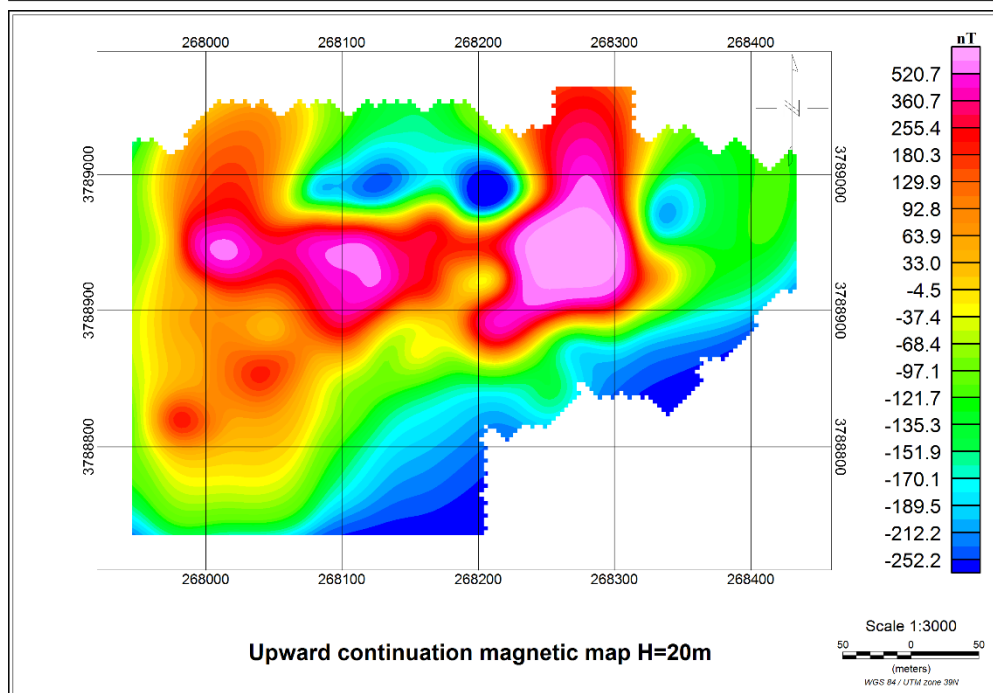 268000 268100 268200 268300 268400
nT
520.7
360.7
255.4
180.3
129.9
92.8
63.9
33.0
-4.5
-37.4
-68.4
-97.1
-121.7
-135.3
-151.9
-170.1
-189.5
-212.2
-252.2
3789000 3789000
3788900 3788900
3788800 3788800
268000 268100 268200 268300 268400
Upward continuation magnetic map H=20m
Scale 1:3000
50 0 50
(meters)
WGS 84 / UTM zone 39N